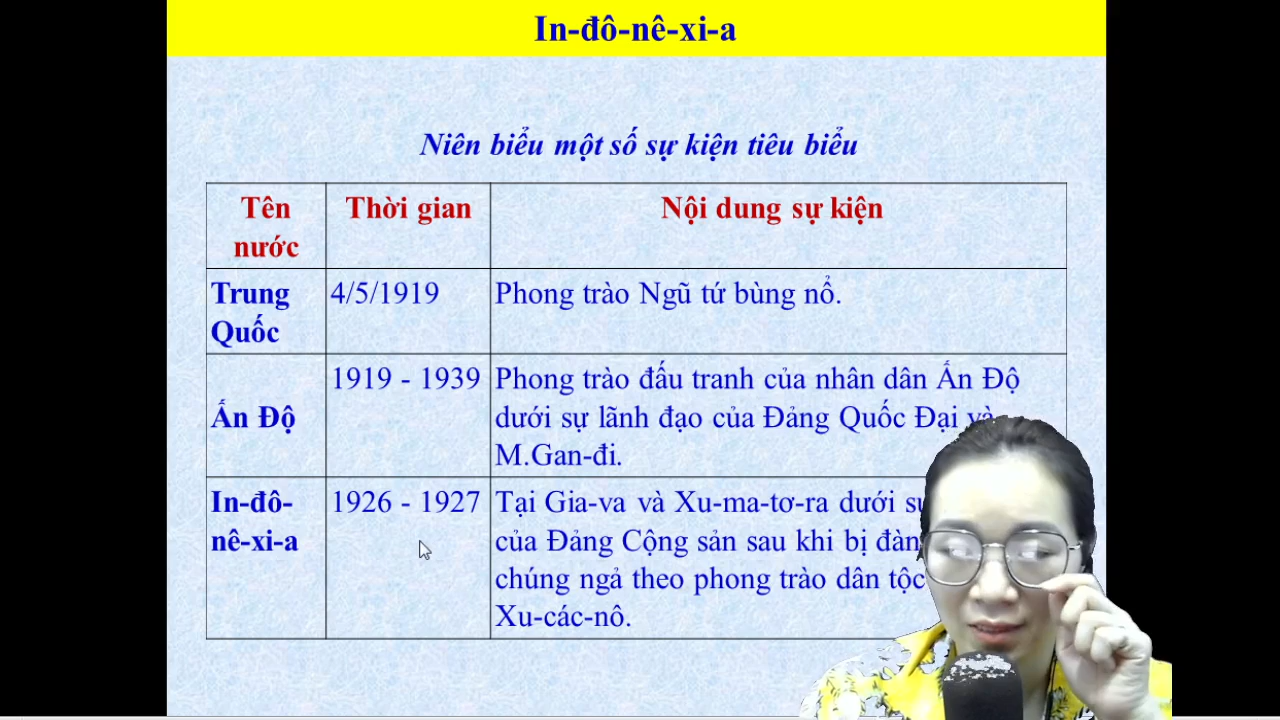 In-đô-nê-xi-a
Niên biểu một số sự kiện tiêu biểu
Tên nước
Thời gian
Nội dung sự kiện
Trung Quốc
4/5/1919
Phong trào Ngũ tứ bùng nổ.
Ấn Độ
1919 - 1939
Phong trào đấu tranh của nhân dân Ấn Độ
dưới sự lãnh đạo của Đảng Quốc Đại và
M.Gan-đi.
In-đô-
nê-xi-a
1926 - 1927
Tại Gia-va và Xu-ma-tơ-ra dưới
của Đảng Cộng sản sau khi bị
chúng ngả theo phong trào dân tộc
Xu-các-nô.